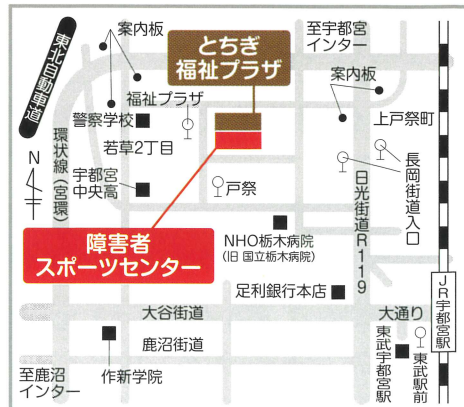 東北自動車道
案内板
とちぎ
福祉プラザ
至宇都宮
インター
案内板
福祉プラザ
警察学校
上戸祭町
若草2丁目
環状線（宮環）
N
宇都宮
中央高
戸祭
長岡街道入口
日光街道R119
障害者
スポーツセンター
NHO栃木病院
（旧 国立栃木病院）
足利銀行本店
JR宇都宮駅
大谷街道
大通り
鹿沼街道
東武宇都宮駅
東武駅前
至鹿沼
インター
作新学院